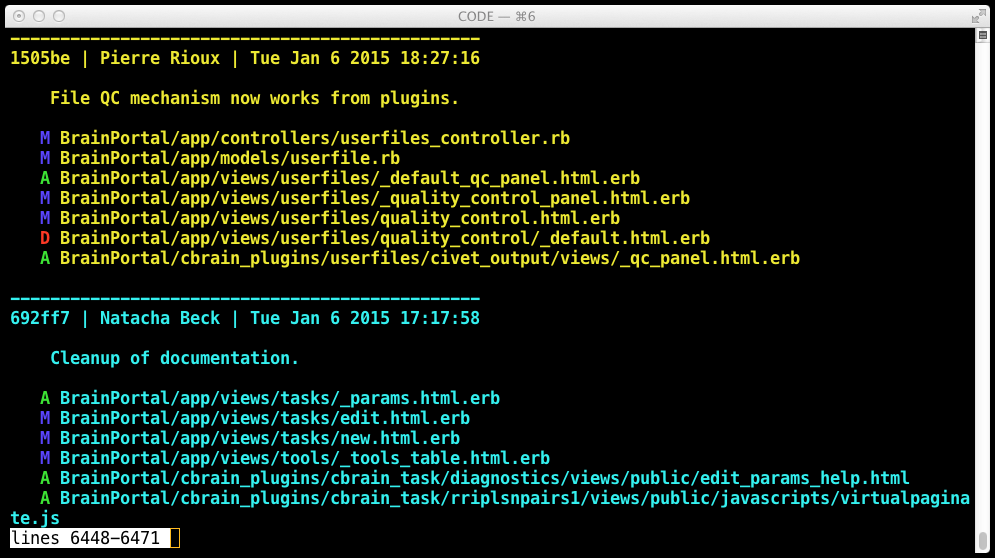 CODE — ⌘6
-----------------------------------------------
1505be | Pierre Rioux | Tue Jan 6 2015 18:27:16
File QC mechanism now works from plugins.
M BrainPortal/app/controllers/userfiles_controller.rb
M BrainPortal/app/models/userfile.rb
A BrainPortal/app/views/userfiles/_default_qc_panel.html.erb
M BrainPortal/app/views/userfiles/_quality_control_panel.html.erb
M BrainPortal/app/views/userfiles/quality_control.html.erb
D BrainPortal/app/views/userfiles/quality_control/_default.html.erb
A BrainPortal/cbrain_plugins/userfiles/civet_output/views/_qc_panel.html.erb
-----------------------------------------------
692ff7 | Natacha Beck | Tue Jan 6 2015 17:17:58
Cleanup of documentation.
A BrainPortal/app/views/tasks/_params.html.erb
M BrainPortal/app/views/tasks/edit.html.erb
M BrainPortal/app/views/tasks/new.html.erb
M BrainPortal/app/views/tools/_tools_table.html.erb
A BrainPortal/cbrain_plugins/cbrain_task/diagnostics/views/public/edit_params_help.html
A BrainPortal/cbrain_plugins/cbrain_task/rriplsnpairs1/views/public/javascripts/virtualpagina
te.js
lines 6448-6471